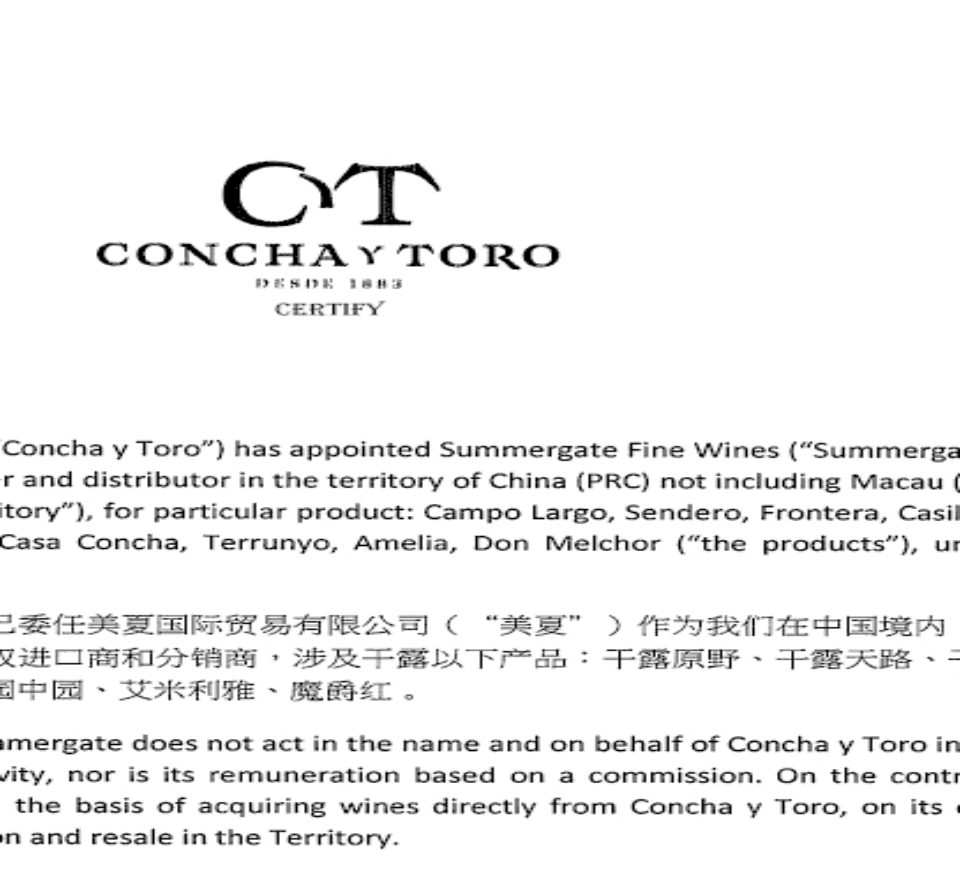 CT
CONCHA Y TORO
DESDE 1883
CERTIFY
"Concha y Toro”) has appointed Summergate Fine Wines (“Summerga
r and distributor in the territory of China (PRC) not including Macau (
itory”), for particular product: Campo Largo, Sendero, Frontera, Casil
Casa Concha, Terrunyo, Amelia, Don Melchor (“the products”), un
已委任美夏国际贸易有限公司（ “美夏” ）作为我们在中国境内
权进口商和分销商，涉及干露以下产品：干露原野、干露天路、干
园中园、艾米利雅、魔爵红。
mergate does not act in the name and on behalf of Concha y Toro in
vity, nor is its remuneration based on a commission. On the contr
the basis of acquiring wines directly from Concha y Toro, on its
on and resale in the Territory.